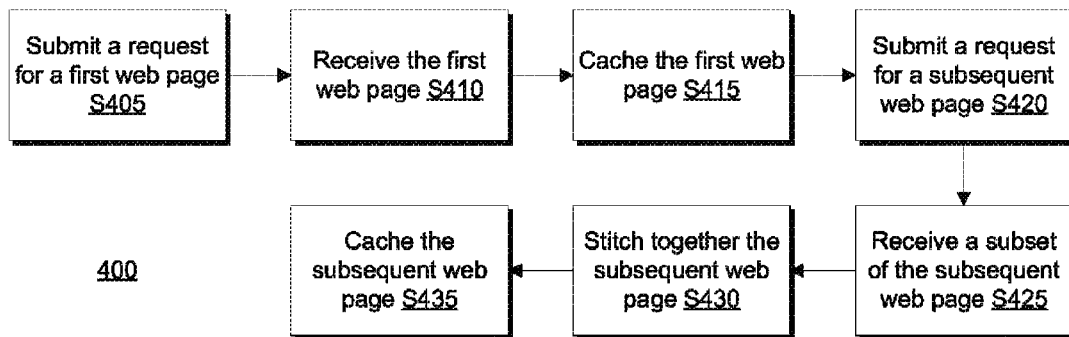 Submit a request
for a first web page
S405
Receive the first
web page S410
Cache the first web
page S415
Submit a request
for a subsequent
web page S420
Receive a subset
of the subsequent
web page S425
Stitch together the
subsequent web
page S430
Cache the
subsequent web
page S435
400